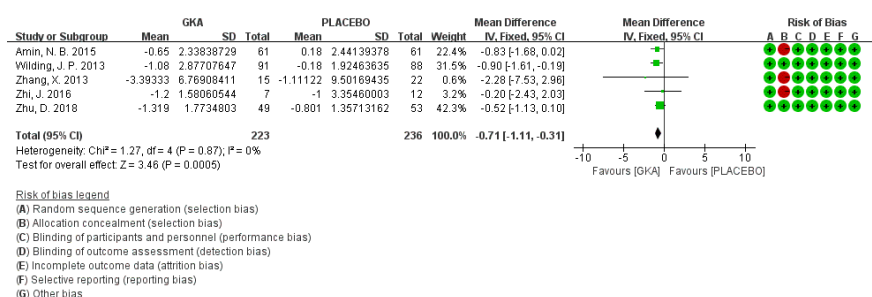 GKA PLACEBO Mean Difference Mean Difference Risk of Bias
Study or Subgroup Mean SD Total Mean SD Total Weight IV, Fixed, 95% CI IV, Fixed, 95% CI A B C D E F G
Amin, N. B. 2015 -0.65 2.33838729 61 0.18 2.44139378 61 22.4% -0.83 [-1.68, 0.02]
Wilding, J. P. 2013 -1.08 2.87707647 91 -0.18 1.92463635 88 31.5% -0.90 [-1.61, -0.19]
Zhang, X. 2013 -3.39333 6.76908411 15 -1.11122 9.50169435 22 0.6% -2.28 [-7.53, 2.96]
Zhi, J. 2016 -1.2 1.58060544 7 -1 3.35460003 12 3.2% -0.20 [-2.43, 2.03]
Zhu, D. 2018 -1.319 1.7734803 49 -0.801 1.35713162 53 42.3% -0.52 [-1.13, 0.10]
Total (95% CI) 223 236 100.0% -0.71 [-1.11, -0.31]
Heterogeneity: Chi² = 1.27, df = 4 (P = 0.87); I² = 0%
Test for overall effect: Z = 3.46 (P = 0.0005)
-10 -5 0 5 10
Favours [GKA] Favours [PLACEBO]
Risk of bias legend
(A) Random sequence generation (selection bias)
(B) Allocation concealment (selection bias)
(C) Blinding of participants and personnel (performance bias)
(D) Blinding of outcome assessment (detection bias)
(E) Incomplete outcome data (attrition bias)
(F) Selective reporting (reporting bias)
(G) Other bias